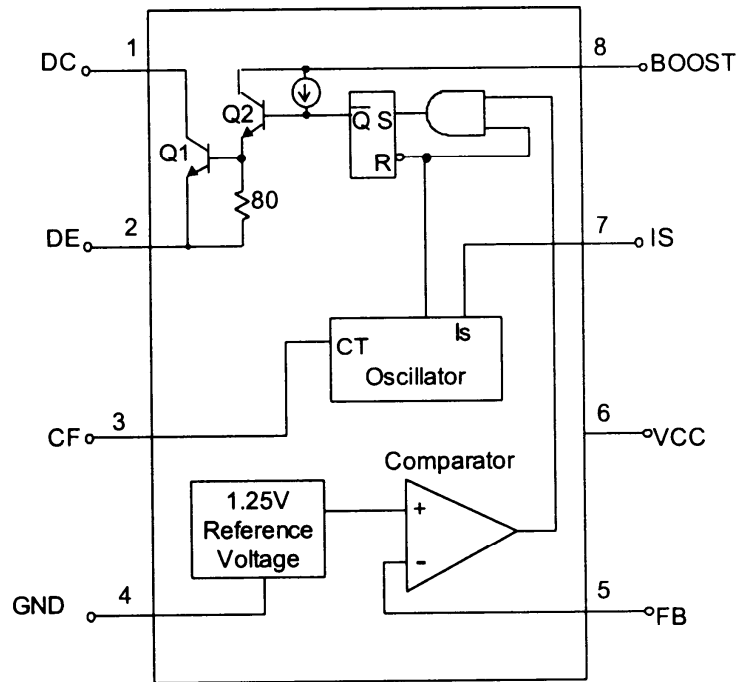 1
DC
8
BOOST
Q2
Q1
Q S
R
80
2
DE
7
IS
Is
CT
Oscillator
3
CF
6
VCC
Comparator
1.25V
Reference
Voltage
+
-
4
GND
5
FB